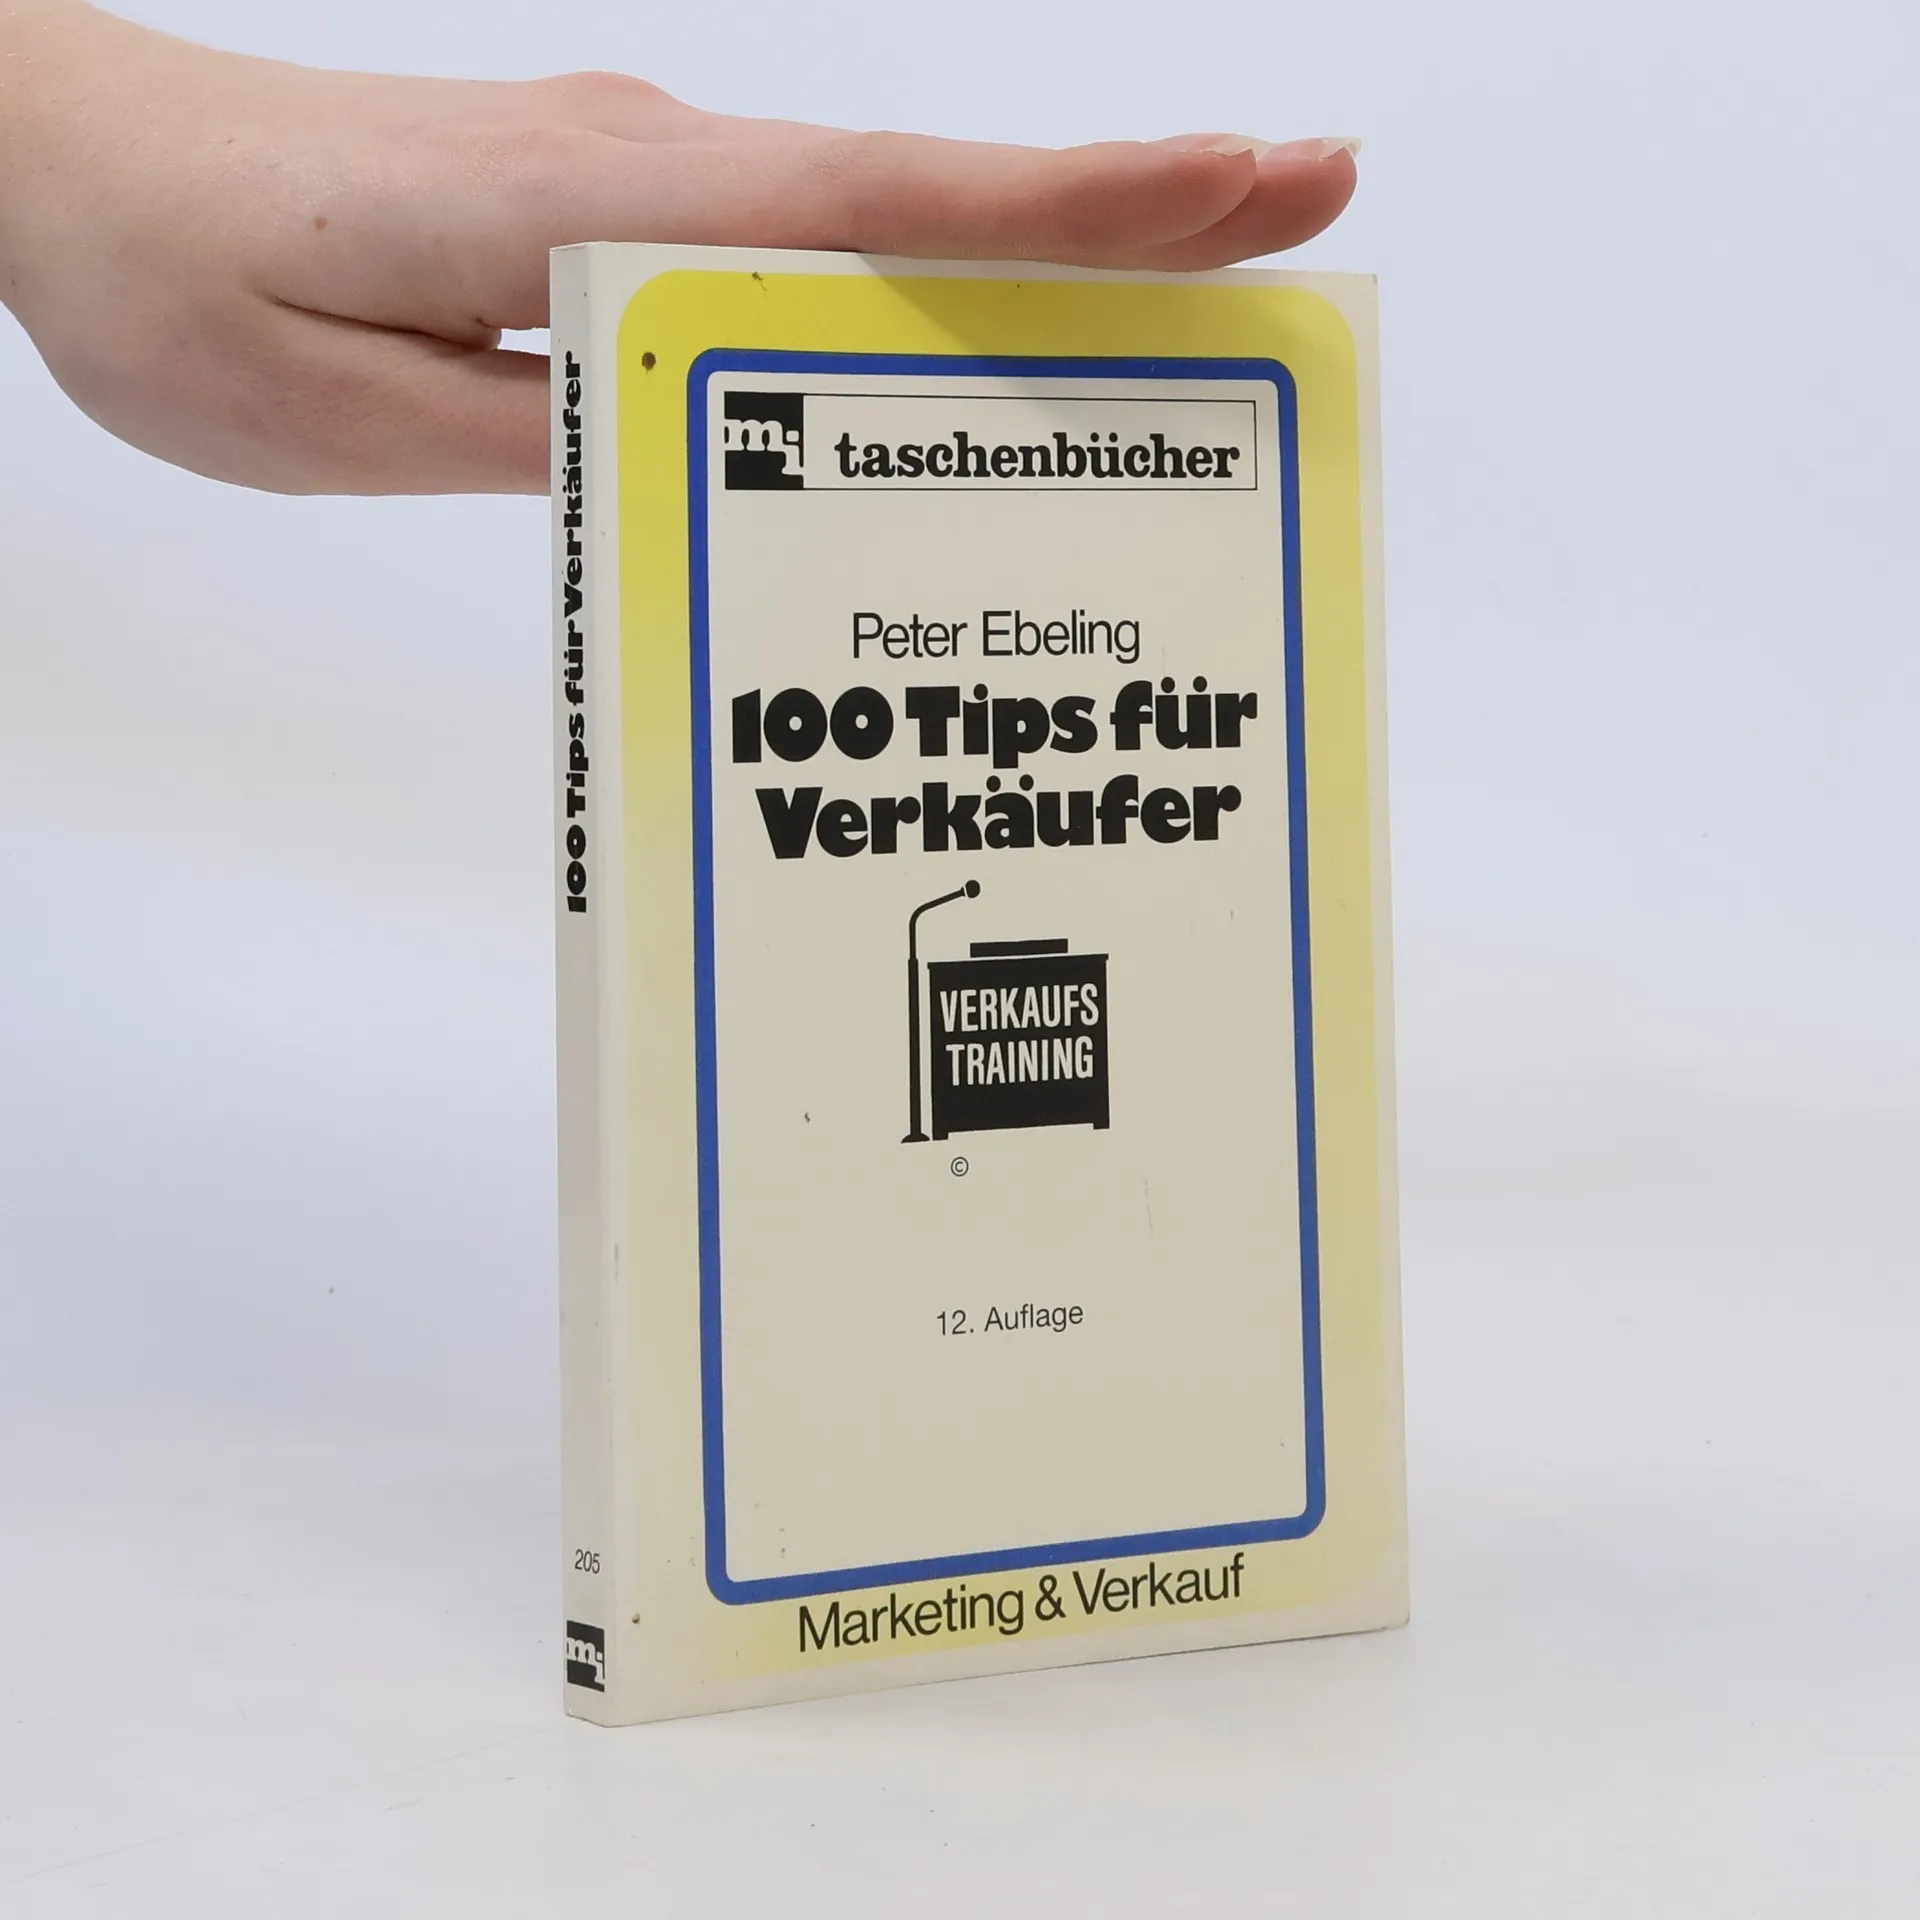 mi taschenbücher
Peter Ebeling
100 Tips für
Verkäufer
VERKAUFS
TRAINING
©
12. Auflage
Marketing & Verkauf
100 Tips für Verkäufer
205
mi